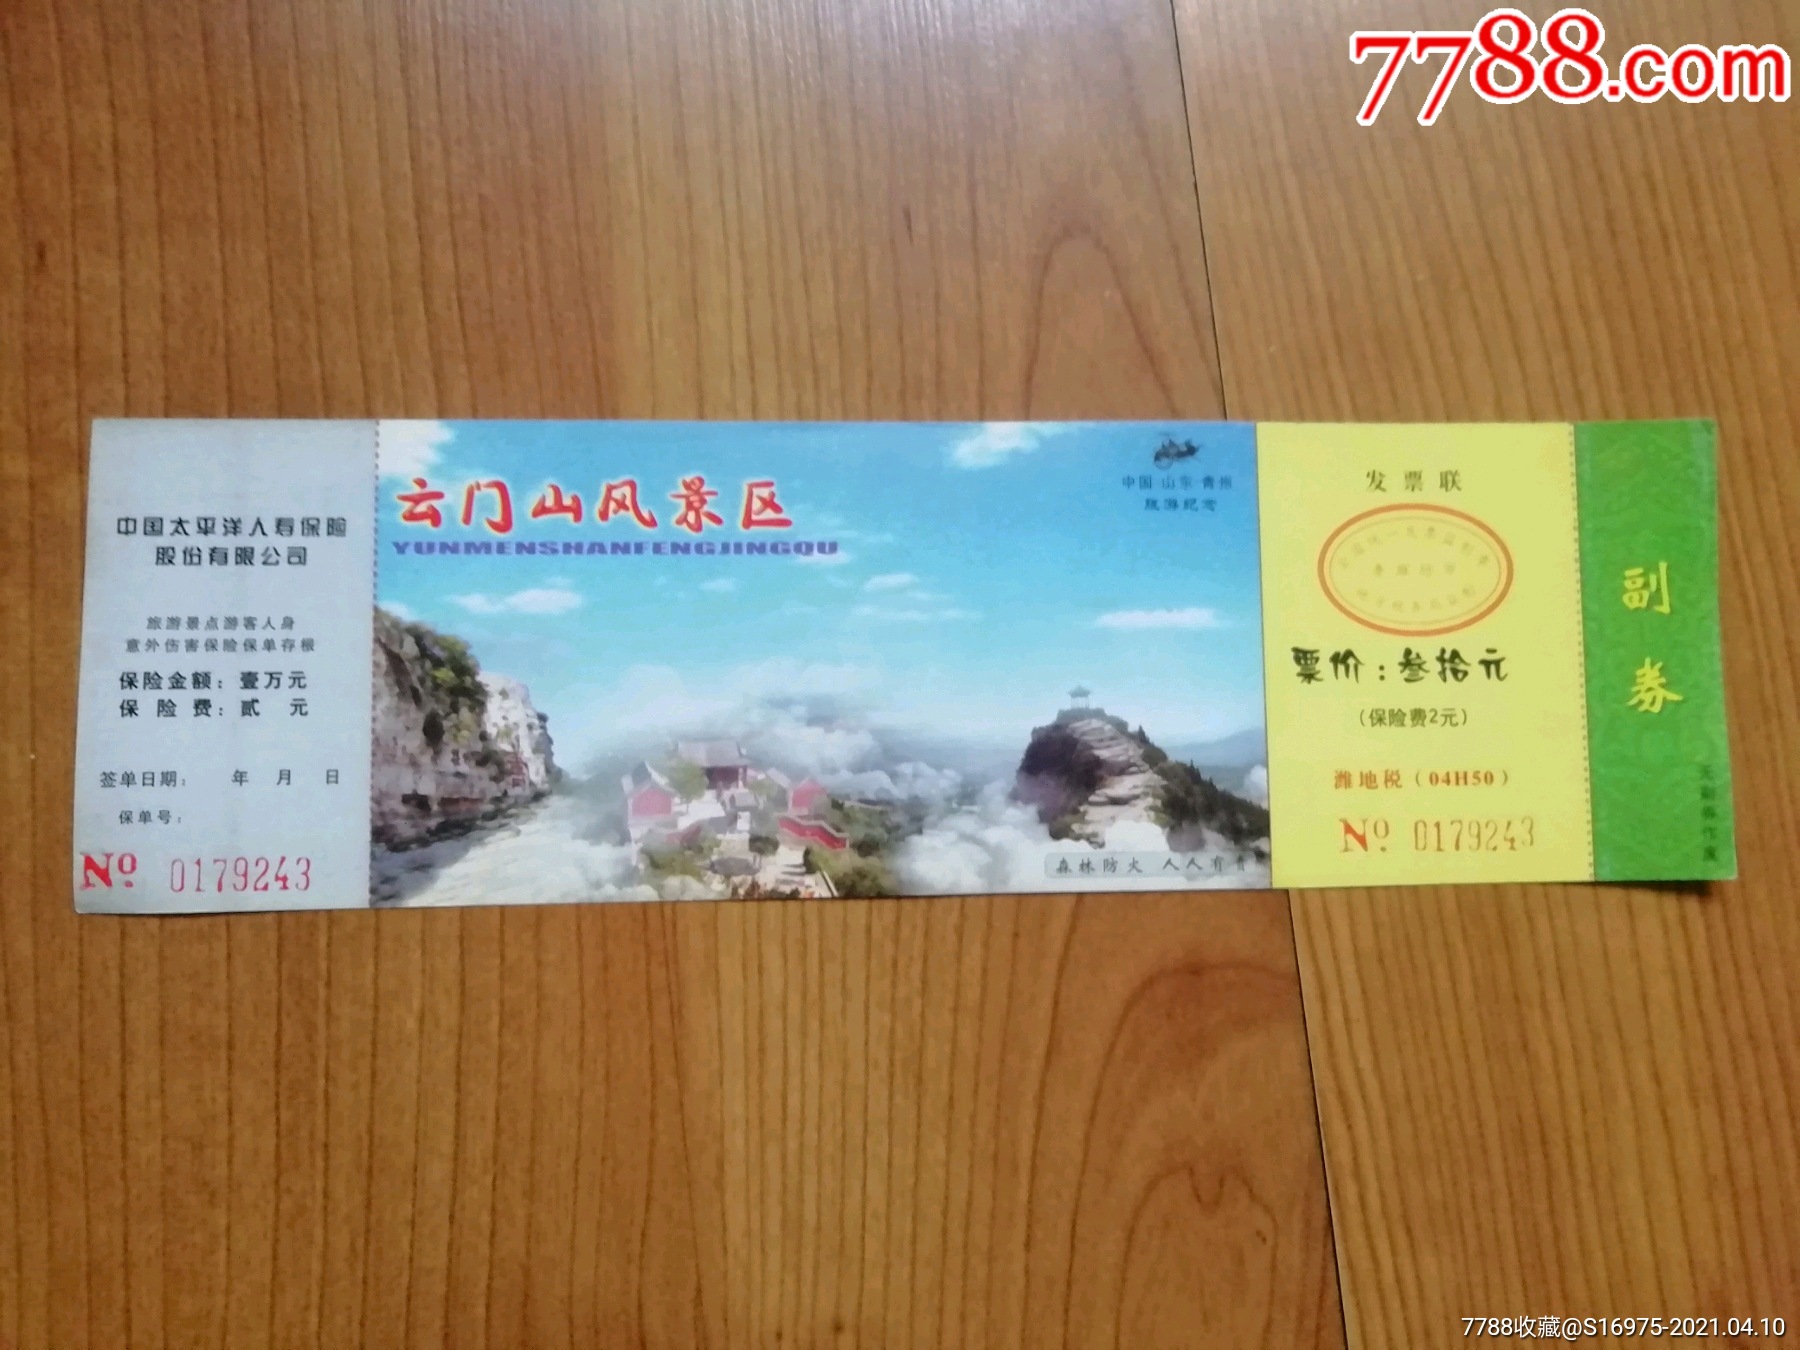 7788.com
中国太平洋人寿保险
股份有限公司
旅游景点游客人身
意外伤害保险保单存根
保险金额：壹万元
保 险 费：贰 元
签单日期： 年 月 日
保单号：
No 0179243
云门山风景区
YUNMENSHANFENGJINGQU
中国·山东·青州
旅游纪念
森林防火 人人有责
发票联
票价：叁拾元
（保险费2元）
潍地税（04H50）
No 0179243
副券
无副券作废
7788收藏@S16975-2021.04.10